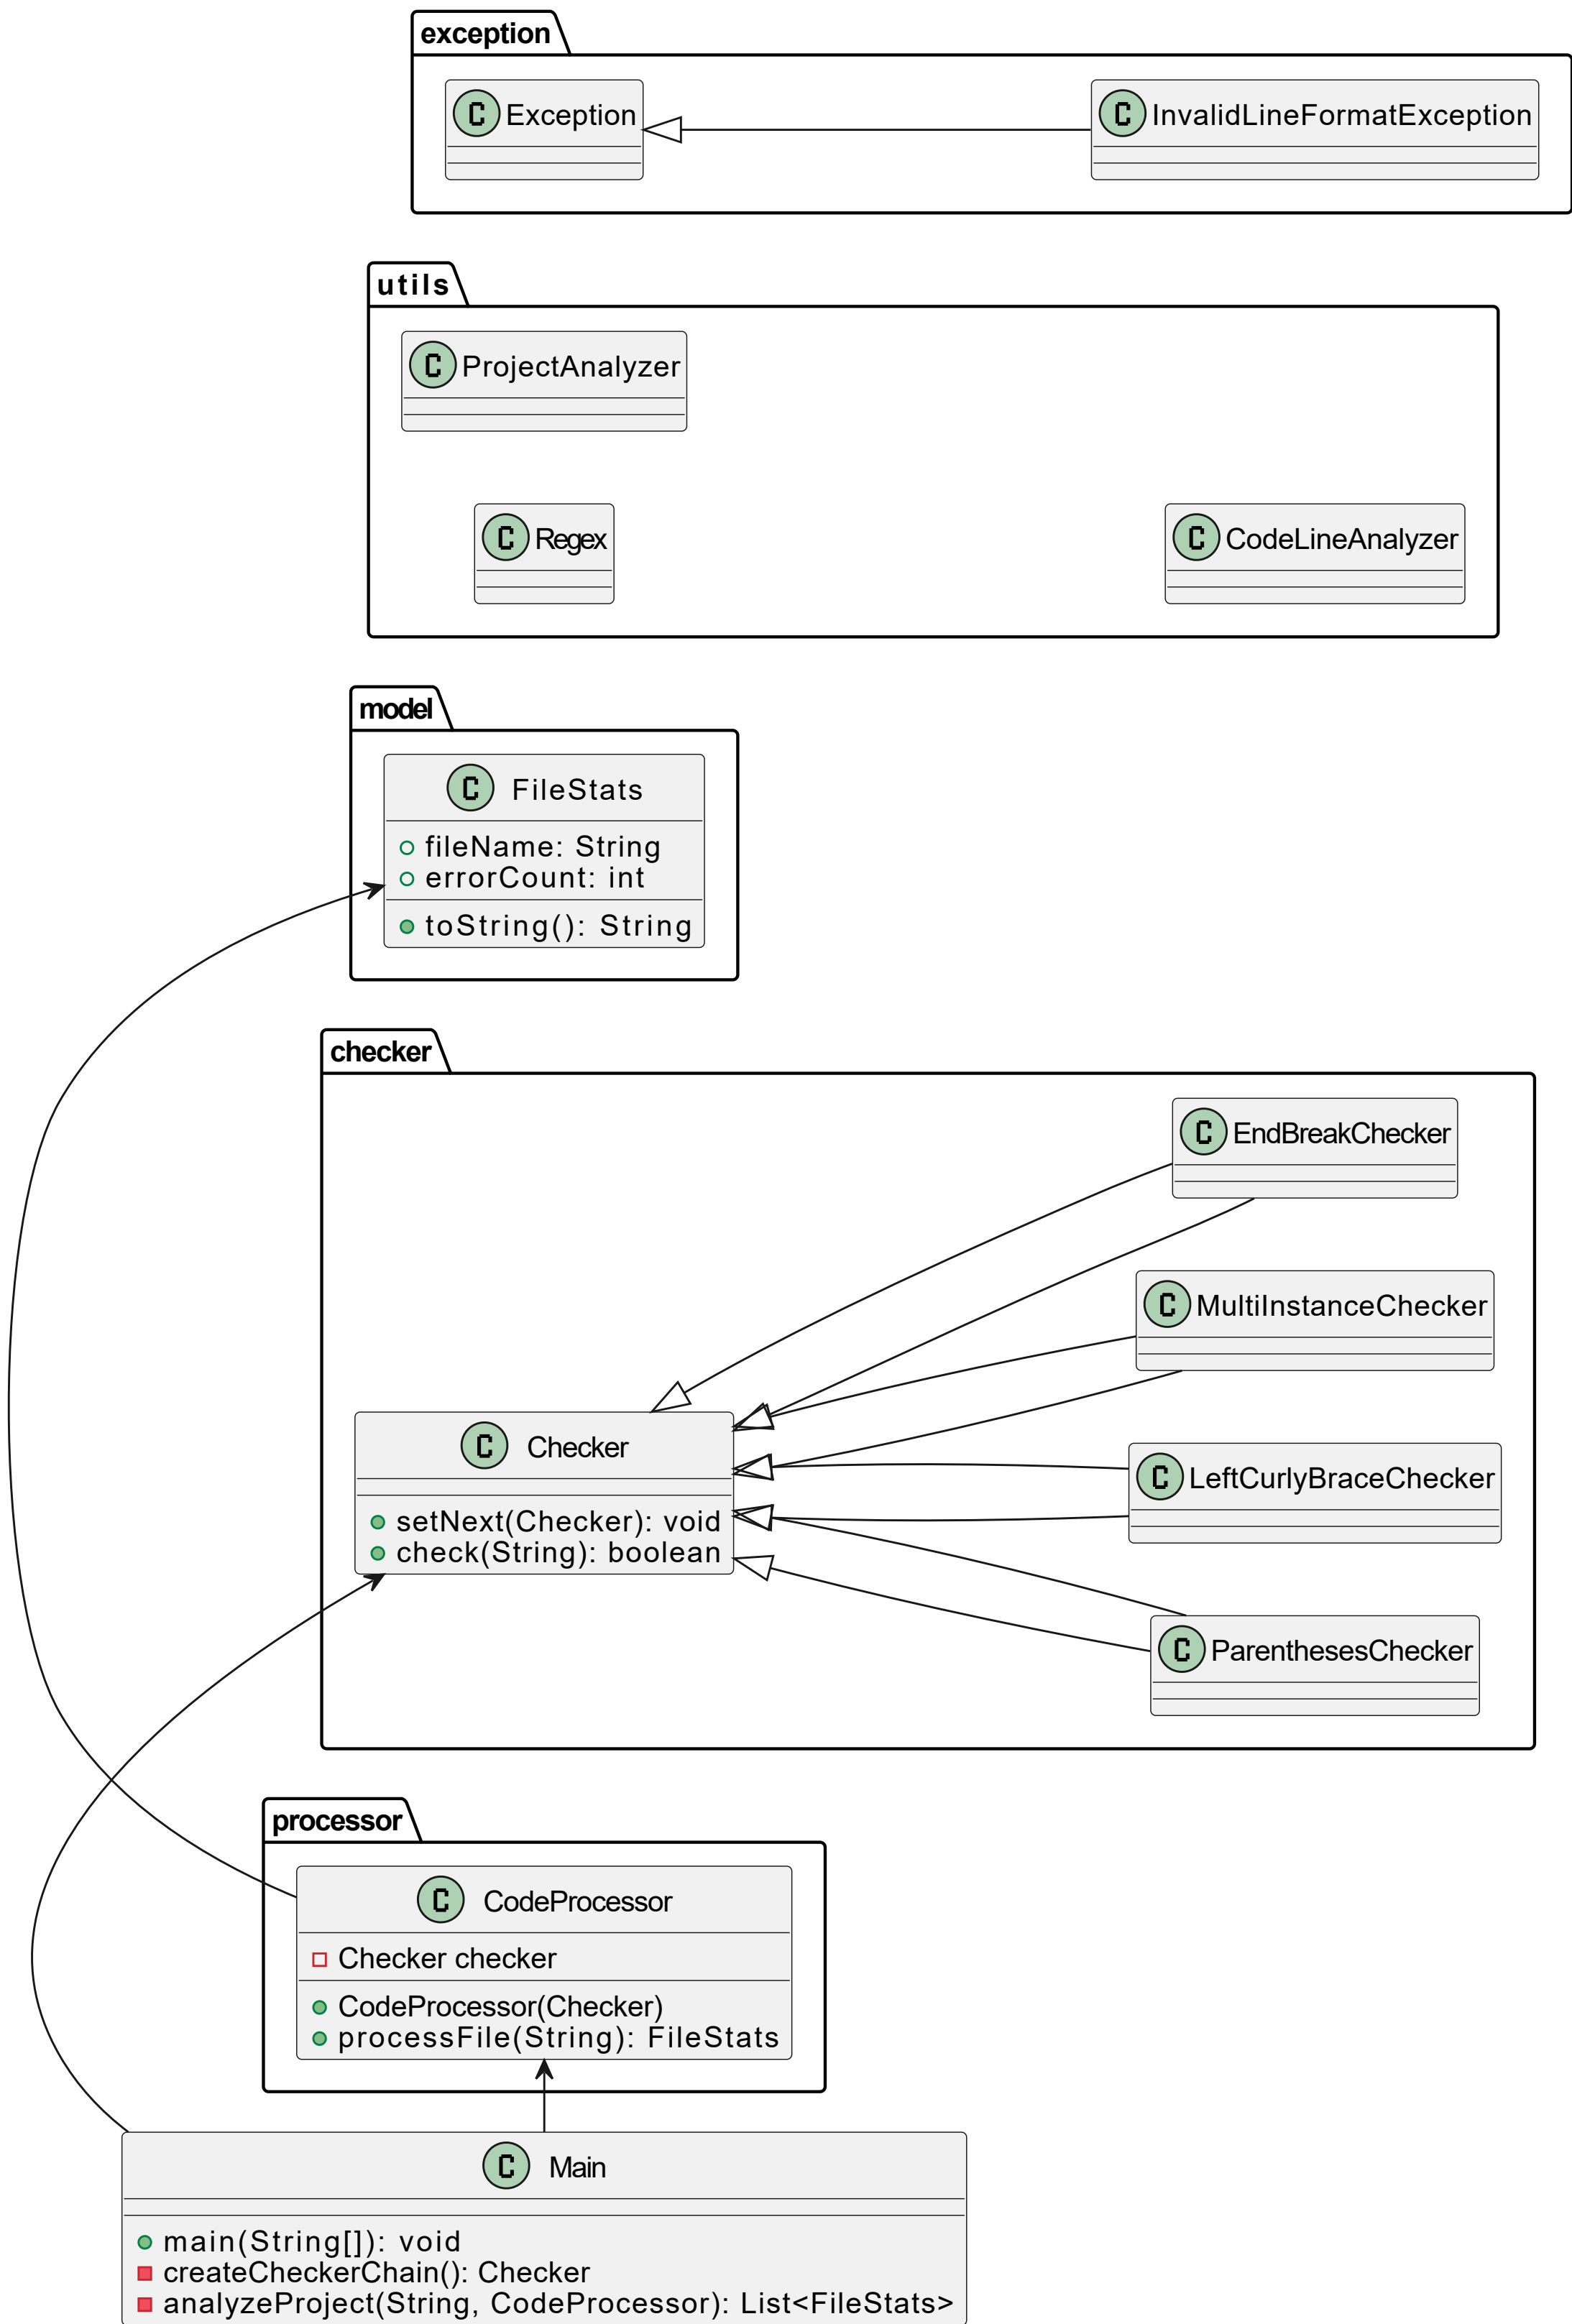 exception
C Exception
C InvalidLineFormatException
utils
C ProjectAnalyzer
C Regex
C CodeLineAnalyzer
model
C FileStats
fileName: String
errorCount: int
toString(): String
checker
C EndBreakChecker
C MultiInstanceChecker
C Checker
setNext(Checker): void
check(String): boolean
C LeftCurlyBraceChecker
C ParenthesesChecker
processor
C CodeProcessor
Checker checker
CodeProcessor(Checker)
processFile(String): FileStats
C Main
main(String[]): void
createCheckerChain(): Checker
analyzeProject(String, CodeProcessor): List<FileStats>